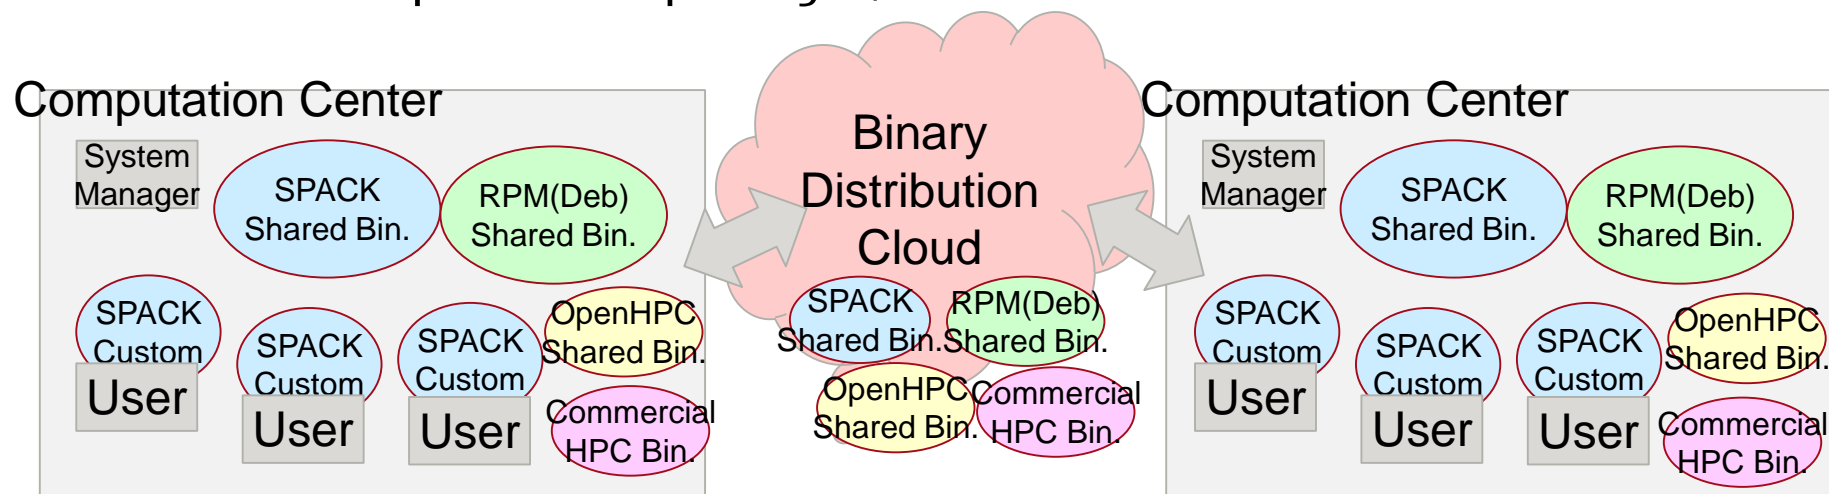 Computation Center
System
Manager
SPACK
Shared Bin.
RPM(Deb)
Shared Bin.
SPACK
Custom
User
SPACK
Custom
User
SPACK
Custom
User
OpenHPC
Shared Bin.
Commercial
HPC Bin.
Binary
Distribution
Cloud
SPACK
Shared Bin.
RPM(Deb)
Shared Bin.
OpenHPC
Shared Bin.
Commercial
HPC Bin.
Computation Center
System
Manager
SPACK
Shared Bin.
RPM(Deb)
Shared Bin.
SPACK
Custom
User
SPACK
Custom
User
SPACK
Custom
User
OpenHPC
Shared Bin.
Commercial
HPC Bin.